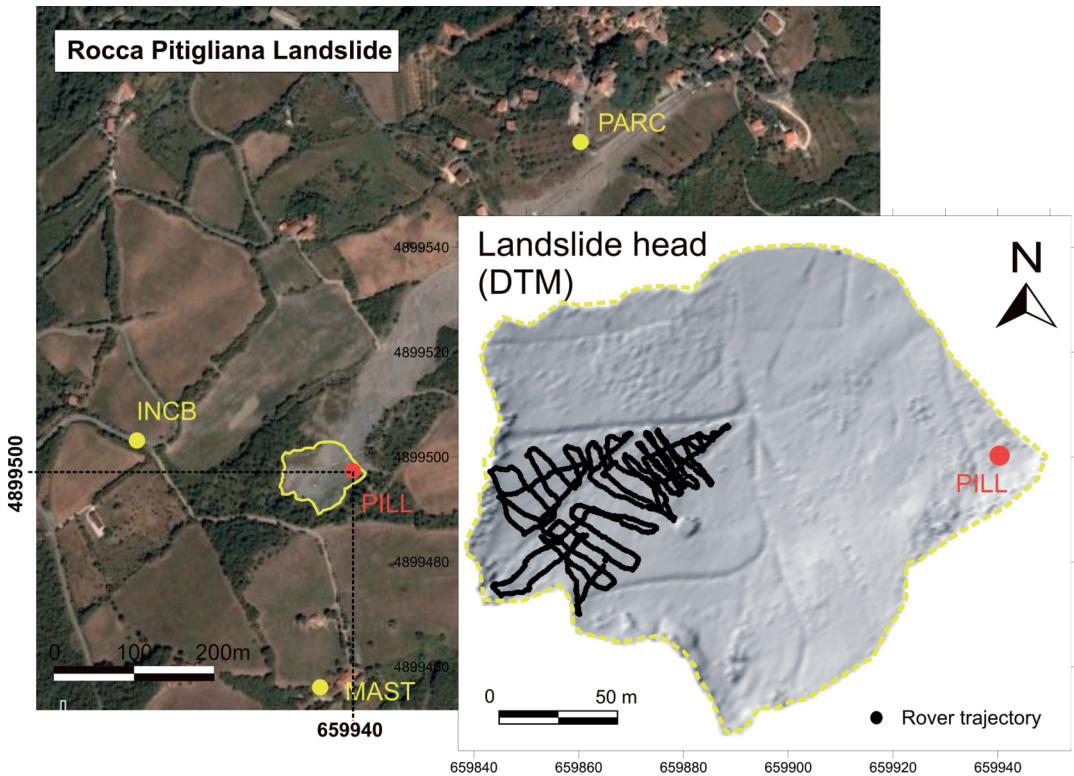 Rocca Pitigliana Landslide
PARC
Landslide head
(DTM)
N
4899540
4899520
4899500
4899480
4899460
INCB
PILL
PILL
4899500
0 100 200m
MAST
659940
0 50 m
Rover trajectory
659840 659860 659880 659900 659920 659940